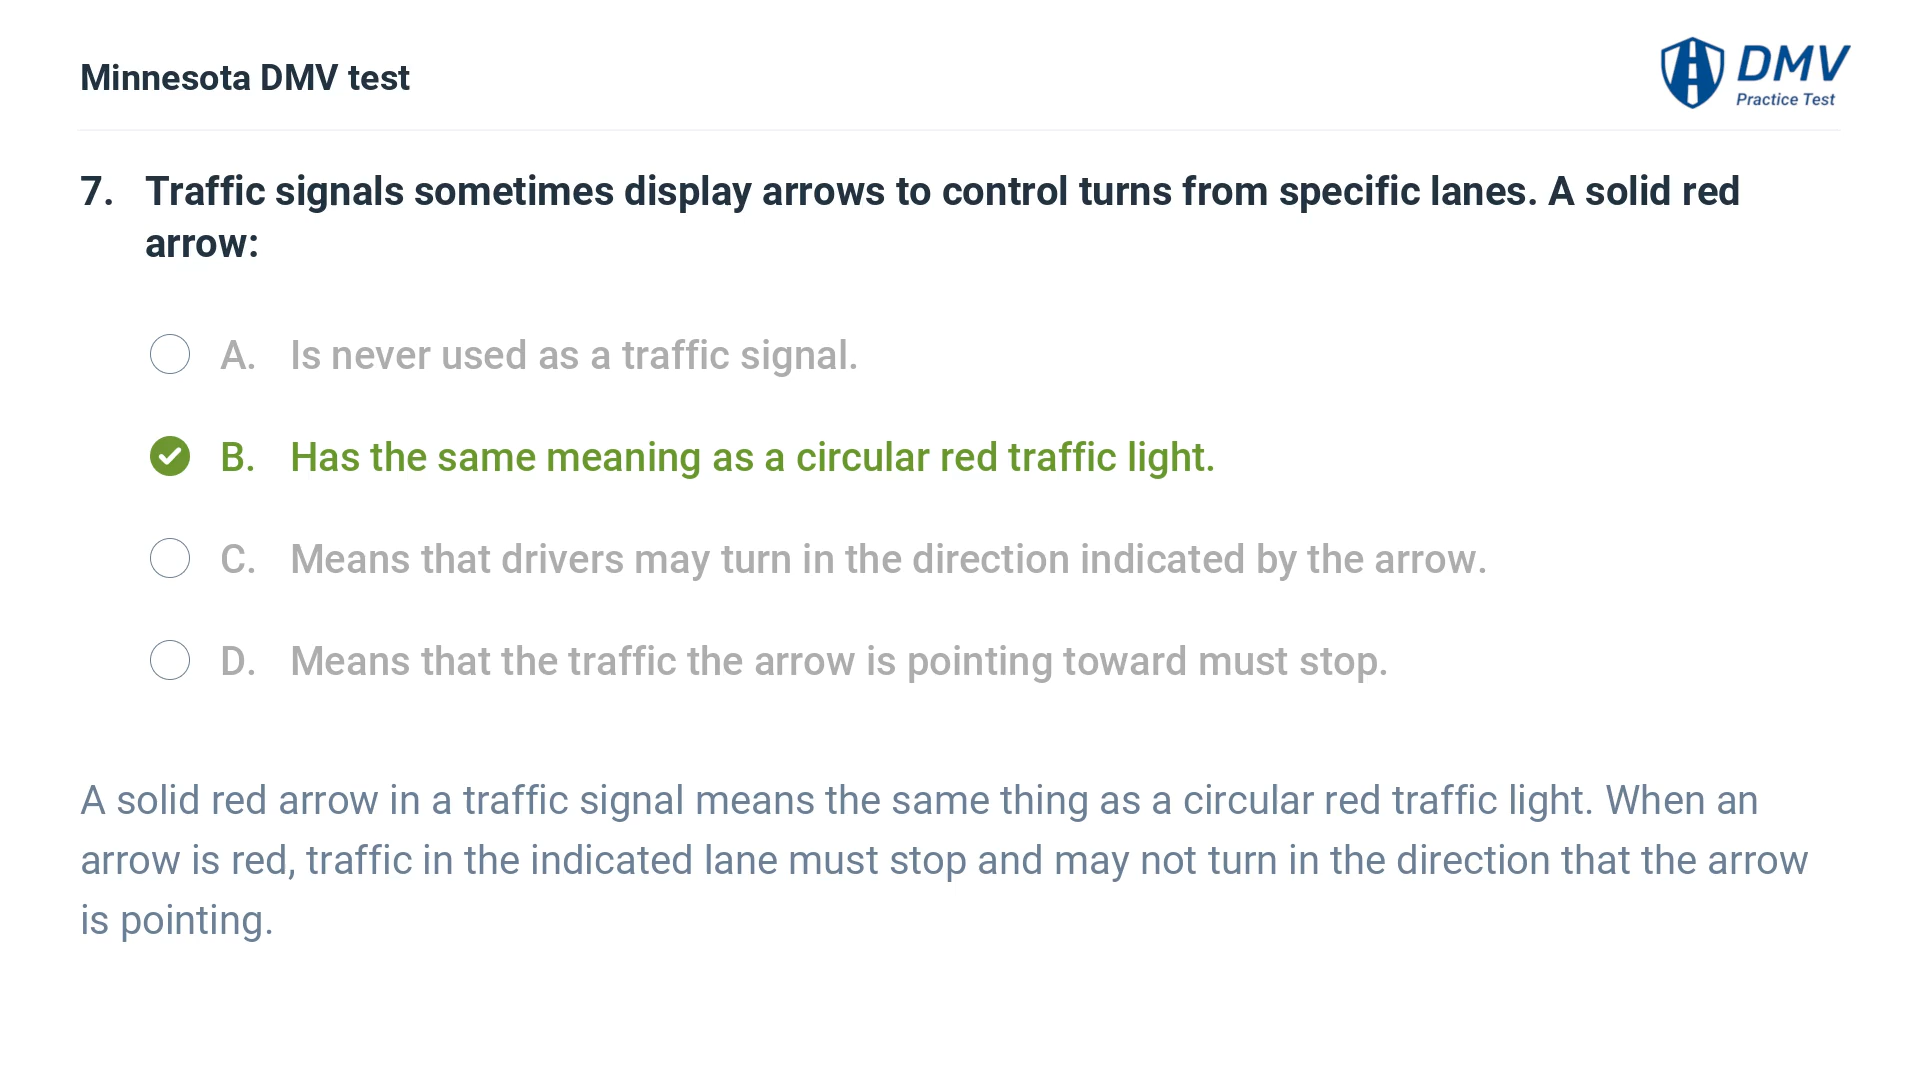 Minnesota DMV test
DMV
Practice Test
7. Traffic signals sometimes display arrows to control turns from specific lanes. A solid red
arrow:
A. Is never used as a traffic signal.
B. Has the same meaning as a circular red traffic light.
C. Means that drivers may turn in the direction indicated by the arrow.
D. Means that the traffic the arrow is pointing toward must stop.
A solid red arrow in a traffic signal means the same thing as a circular red traffic light. When an
arrow is red, traffic in the indicated lane must stop and may not turn in the direction that the arrow
is pointing.